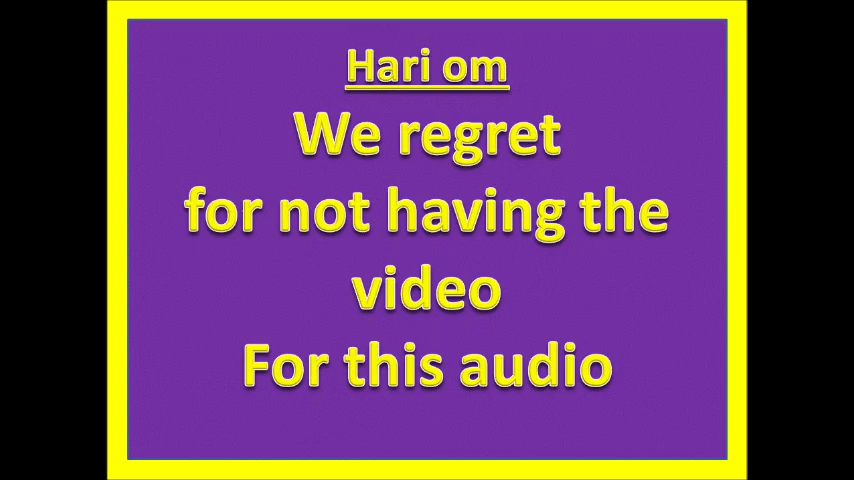 Hari om
We regret
for not having the
video
For this audio